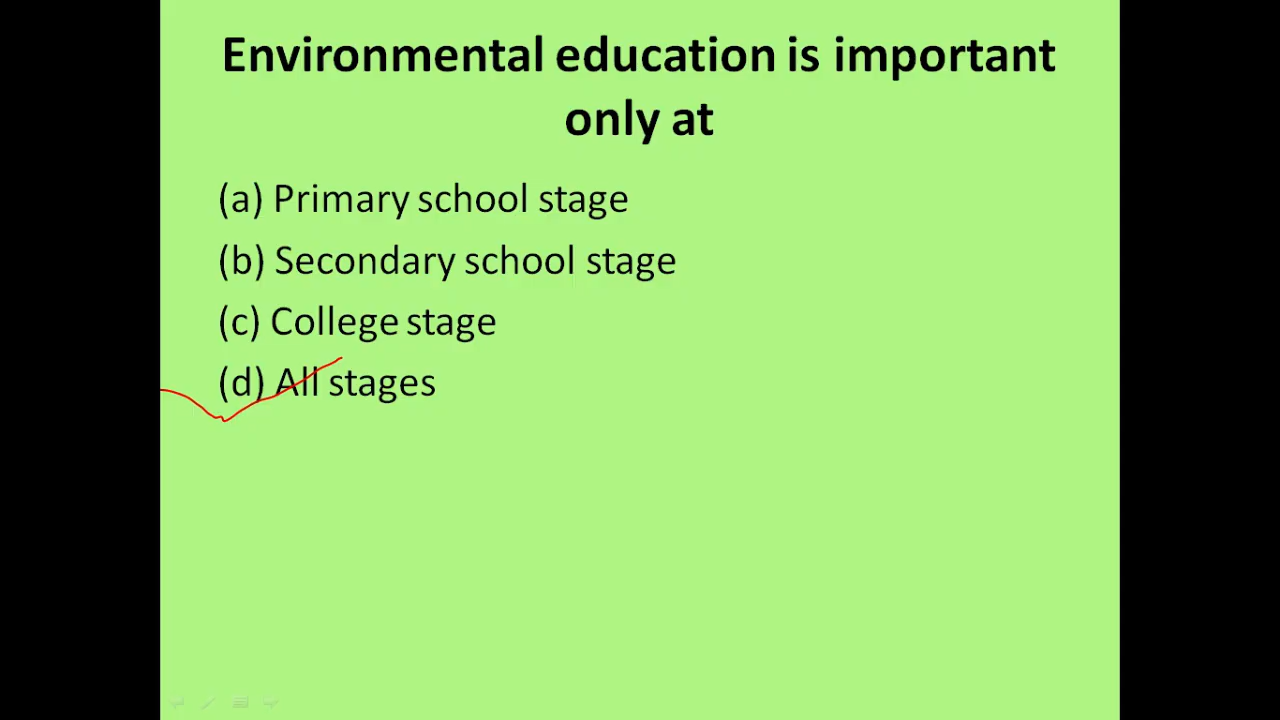 Environmental education is important
only at
(a) Primary school stage
(b) Secondary school stage
(c) College stage
(d) All stages